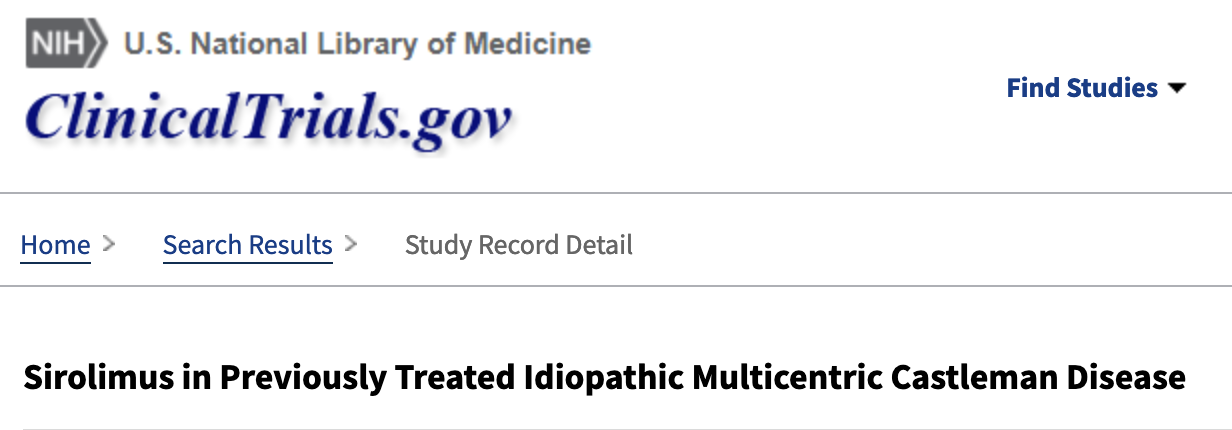 NIH U.S. National Library of Medicine
ClinicalTrials.gov
Find Studies
Home > Search Results > Study Record Detail
Sirolimus in Previously Treated Idiopathic Multicentric Castleman Disease